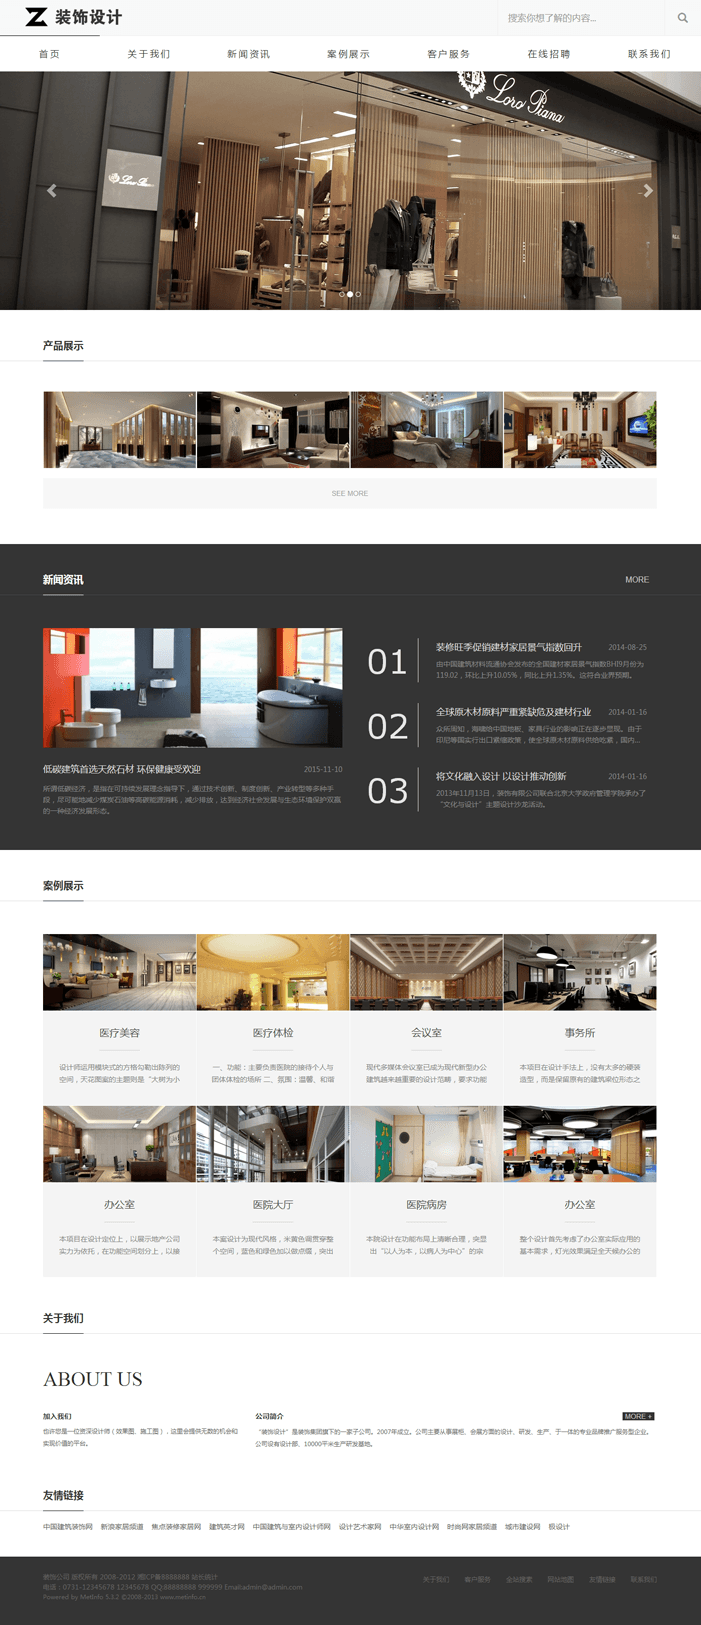 装饰设计
搜索你想了解的内容...
首页 关于我们 新闻资讯 案例展示 客户服务 在线招聘 联系我们
Loro Piana
Loro Piana
产品展示
SEE MORE
新闻资讯 MORE
低碳建筑首选天然石材 环保健康受欢迎 2015-11-10
所谓低碳经济，是指在可持续发展理念指导下，通过技术创新、制度创新、产业转型等多种手
段，尽可能地减少煤炭石油等高碳能源消耗，减少排放，达到经济社会发展与生态环境保护双赢
的一种经济发展形态。
01
装修旺季促销建材家居景气指数回升 2014-08-25
由中国建筑材料流通协会发布的全国建材家居景气指数BHI9月份为
119.02，环比上升10.05%，同比上升1.35%。这符合业界预期。
02
全球原木材原料严重紧缺危及建材行业 2014-01-16
众所周知，海啸给中国地板、家具行业的影响正在逐步显现。由于
印尼等国实行出口紧缩政策，使全球原木材原料供给吃紧，国内...
03
将文化融入设计 以设计推动创新 2014-01-16
2013年11月13日，装饰有限公司联合北京大学政府管理学院承办了
“文化与设计”主题设计沙龙活动。
案例展示
医疗美容 医疗体检 会议室 事务所
设计师运用模块式的方格勾勒出陈列的
空间，天花图案的主题则是“大树为小
一、功能：主要负责医院的接待个人与
团体体检的场所 二、氛围：温馨、和谐
现代多媒体会议室已成为现代新型办公
建筑越来越重要的设计范畴，要求功能
本项目在设计手法上，没有太多的硬装
造型，而是保留原有的建筑梁位形态之
办公室 医院大厅 医院病房 办公室
本项目在设计定位上，以展示地产公司
实力为依托，在功能空间划分上，以接
本案设计为现代风格，米黄色调贯穿整
个空间，蓝色和绿色加以做点缀，突出
本院设计在功能布局上清晰合理，突显
出“以人为本，以病人为中心”的宗
整个设计首先考虑了办公室实际应用的
基本需求，灯光效果满足全天候办公的
关于我们
ABOUT US
加入我们
也许您是一位资深设计师（效果图、施工图），这里会提供无数的机会和
实现价值的平台。
公司简介 MORE +
“装饰设计”是装饰集团旗下的一家子公司。2007年成立。公司主要从事展柜、会展方面的设计、研发、生产、于一体的专业品牌推广服务型企业。
公司设有设计部、10000平米生产研发基地。
友情链接
中国建筑装饰网 新浪家居频道 焦点装修家居网 建筑英才网 中国建筑与室内设计师网 设计艺术家网 中华室内设计网 时尚网家居频道 城市建设网 极设计
装饰公司 版权所有 2008-2012 湘ICP备8888888 站长统计
电话：0731-12345678 12345678 QQ:88888888 999999 Email:admin@admin.com
Powered by MetInfo 5.3.2 ©2008-2013 www.metinfo.cn
关于我们 客户服务 全站搜索 网站地图 友情链接 联系我们